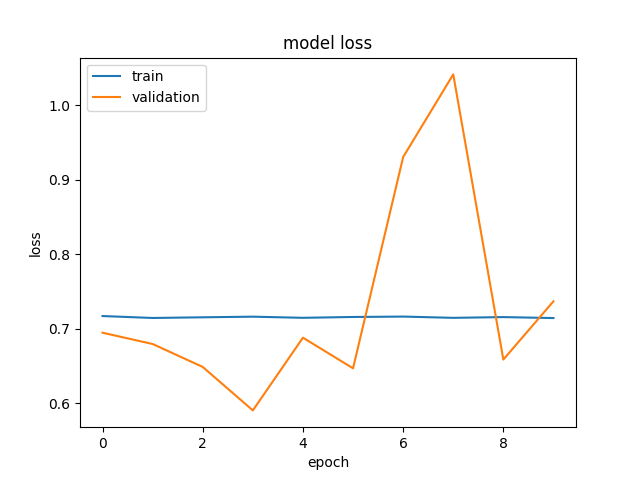 model loss
train
validation
1.0
0.9
0.8
0.7
0.6
loss
0 2 4 6 8
epoch